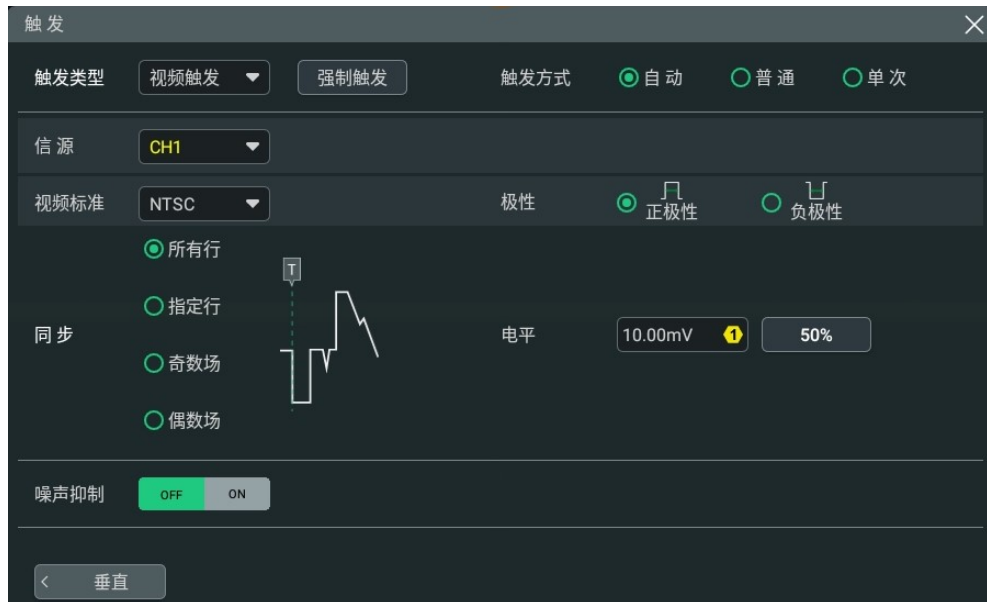 触发
触发类型 视频触发 强制触发 触发方式 自动 普通 单次
信源 CH1
视频标准 NTSC 极性 正极性 负极性
所有行
T
指定行
同步 电平 10.00mV 1 50%
奇数场
偶数场
噪声抑制 OFF ON
< 垂直